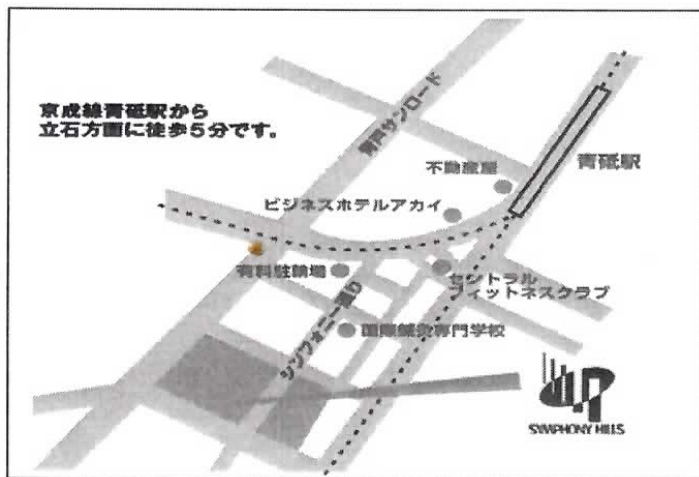 京成線青砥駅から
立石方面に徒歩5分です。
青戸サンロード
不動産屋
青砥駅
ビジネスホテルアカイ
有料駐輪場
セントラル
フィットネスクラブ
シンフォニー通り
国際鍼灸専門学校
SYMPHONY HILLS